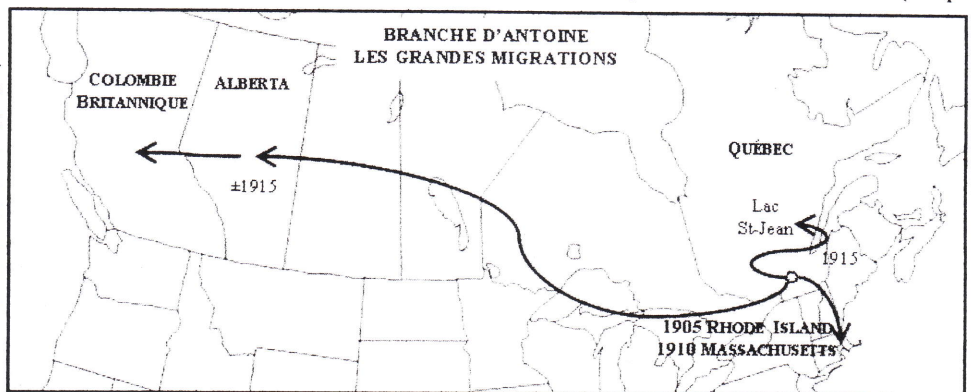 BRANCHE D'ANTOINE
LES GRANDES MIGRATIONS
COLOMBIE
BRITANNIQUE
ALBERTA
±1915
QUÉBEC
Lac
St-Jean
1915
1905 RHODE ISLAND
1910 MASSACHUSETTS